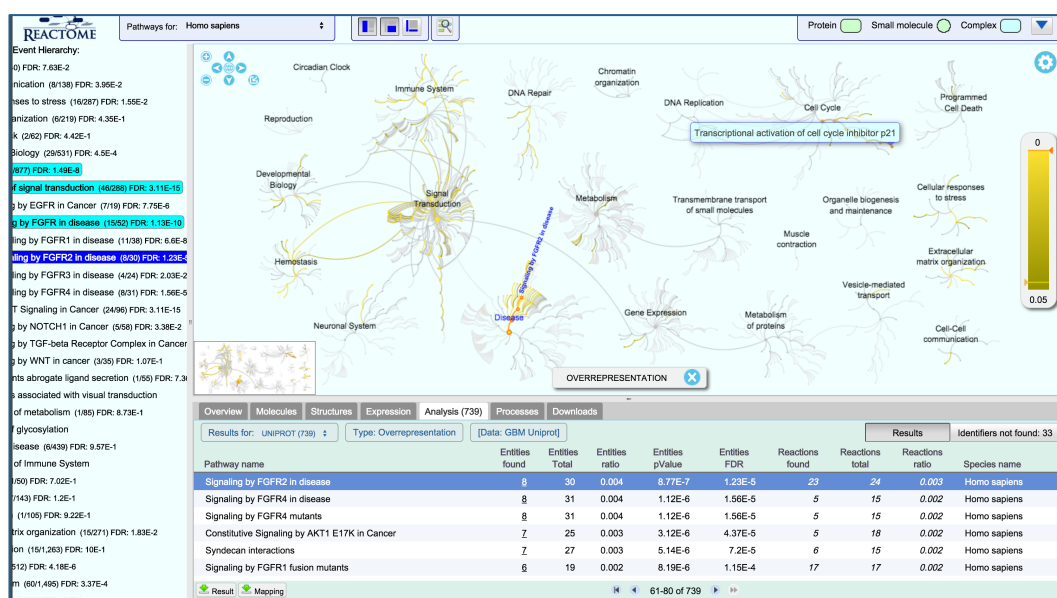 REACTOME
Pathways for: Homo sapiens
Protein Small molecule Complex
Event Hierarchy:
0) FDR: 7.63E-2
nication (8/138) FDR: 3.95E-2
nses to stress (16/287) FDR: 1.55E-2
anization (6/219) FDR: 4.35E-1
k (2/62) FDR: 4.42E-1
Biology (29/531) FDR: 4.5E-4
/877) FDR: 1.49E-8
f signal transduction (46/288) FDR: 3.11E-15
g by EGFR in Cancer (7/19) FDR: 7.75E-6
g by FGFR in disease (15/52) FDR: 1.13E-10
ling by FGFR1 in disease (11/38) FDR: 6.6E-8
ling by FGFR2 in disease (8/30) FDR: 1.23E-5
ling by FGFR3 in disease (4/24) FDR: 2.03E-2
ling by FGFR4 in disease (8/31) FDR: 1.56E-5
T Signaling in Cancer (24/96) FDR: 3.11E-15
g by NOTCH1 in Cancer (5/58) FDR: 3.38E-2
g by TGF-beta Receptor Complex in Cancer
g by WNT in cancer (3/35) FDR: 1.07E-1
nts abrogate ligand secretion (1/55) FDR: 7.36
s associated with visual transduction
of metabolism (1/85) FDR: 8.73E-1
f glycosylation
isease (6/439) FDR: 9.57E-1
of Immune System
1/50) FDR: 7.02E-1
/143) FDR: 1.2E-1
(1/105) FDR: 9.22E-1
trix organization (15/271) FDR: 1.83E-2
ion (15/1,263) FDR: 10E-1
512) FDR: 4.18E-6
m (60/1,495) FDR: 3.37E-4
Circadian Clock
Immune System
DNA Repair
Chromatin
organization
DNA Replication
Cell Cycle
Programmed
Cell Death
Reproduction
Transcriptional activation of cell cycle inhibitor p21
Developmental
Biology
Signal
Transduction
Metabolism
Transmembrane transport
of small molecules
Organelle biogenesis
and maintenance
Cellular responses
to stress
Muscle
contraction
Hemostasis
Signaling by FGFR2 in disease
Extracellular
matrix organization
Vesicle-mediated
transport
Disease
Neuronal System
Gene Expression
Metabolism
of proteins
Cell-Cell
communication
0
0.05
OVERREPRESENTATION
Overview Molecules Structures Expression Analysis (739) Processes Downloads
Results for: UNIPROT (739) Type: Overrepresentation [Data: GBM Uniprot] Results Identifiers not found: 33
Pathway name Entities found Entities Total Entities ratio Entities pValue Entities FDR Reactions found Reactions total Reactions ratio Species name
Signaling by FGFR2 in disease 8 30 0.004 8.77E-7 1.23E-5 23 24 0.003 Homo sapiens
Signaling by FGFR4 in disease 8 31 0.004 1.12E-6 1.56E-5 5 15 0.002 Homo sapiens
Signaling by FGFR4 mutants 8 31 0.004 1.12E-6 1.56E-5 5 15 0.002 Homo sapiens
Constitutive Signaling by AKT1 E17K in Cancer 7 25 0.003 3.12E-6 4.37E-5 5 18 0.002 Homo sapiens
Syndecan interactions 7 27 0.003 5.14E-6 7.2E-5 6 15 0.002 Homo sapiens
Signaling by FGFR1 fusion mutants 6 19 0.002 8.19E-6 1.15E-4 17 17 0.002 Homo sapiens
Result Mapping 61-80 of 739